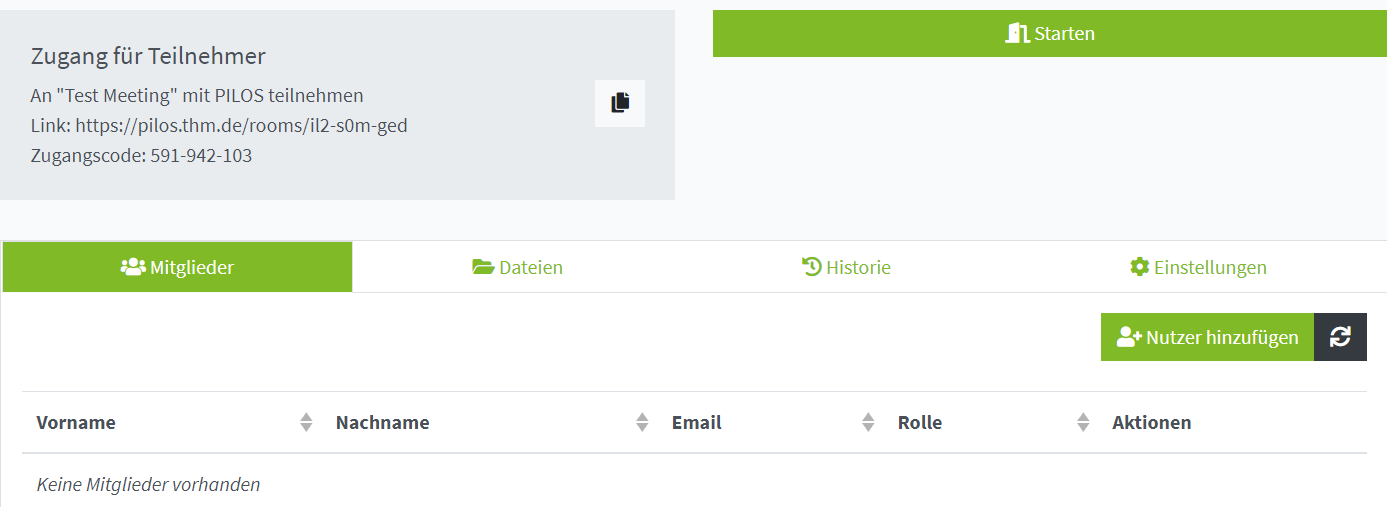 Zugang für Teilnehmer
An "Test Meeting" mit PILOS teilnehmen
Link: https://pilos.thm.de/rooms/il2-s0m-ged
Zugangscode: 591-942-103
Starten
Mitglieder Dateien Historie Einstellungen
Nutzer hinzufügen
Vorname Nachname Email Rolle Aktionen
Keine Mitglieder vorhanden